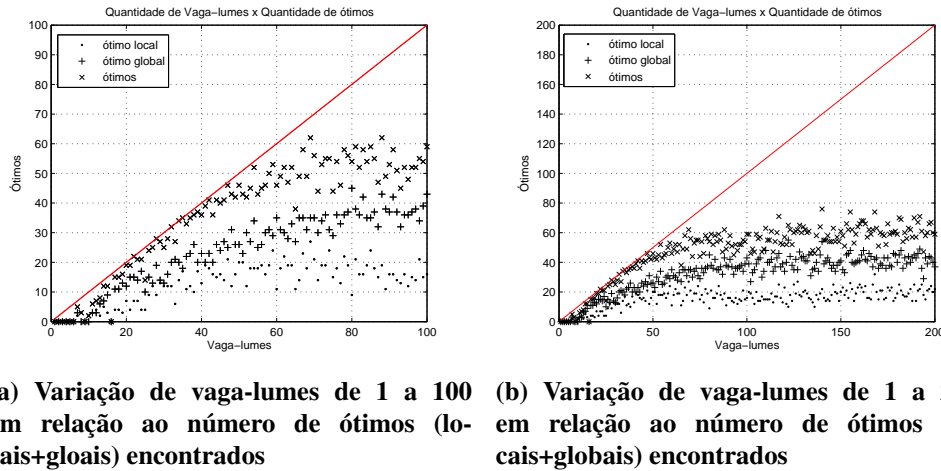 Quantidade de Vaga−lumes x Quantidade de ótimos
100
90
80
70
60
50
40
30
20
10
0
Ótimos
ótimo local
ótimo global
ótimos
0
20
40
60
80
100
Vaga−lumes
Quantidade de Vaga−lumes x Quantidade de ótimos
200
180
160
140
120
100
80
60
40
20
0
Ótimos
ótimo local
ótimo global
ótimos
0
50
100
150
200
Vaga−lumes
a) Variação de vaga-lumes de 1 a 100
m relação ao número de ótimos (lo-
ais+gloais) encontrados
(b) Variação de vaga-lumes de 1 a
em relação ao número de ótimos
cais+globais) encontrados